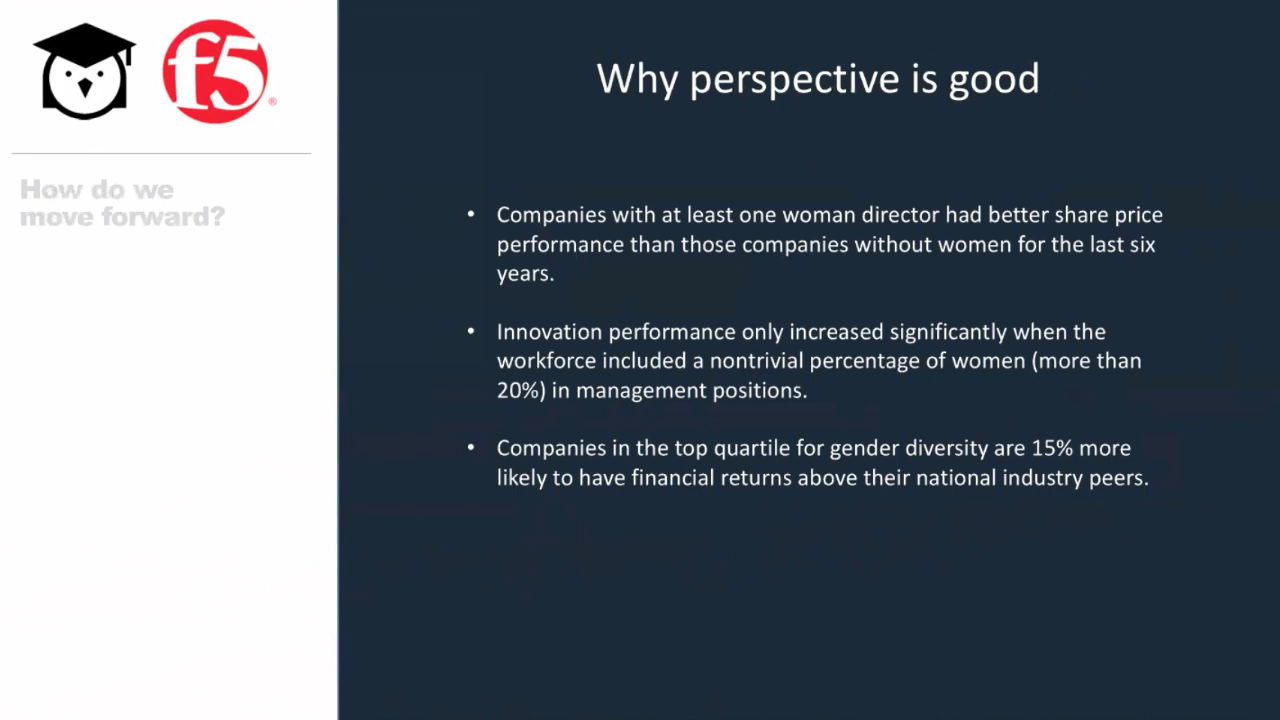 f5
®
How do we
move forward?
Why perspective is good
• Companies with at least one woman director had better share price
performance than those companies without women for the last six
years.
• Innovation performance only increased significantly when the
workforce included a nontrivial percentage of women (more than
20%) in management positions.
• Companies in the top quartile for gender diversity are 15% more
likely to have financial returns above their national industry peers.